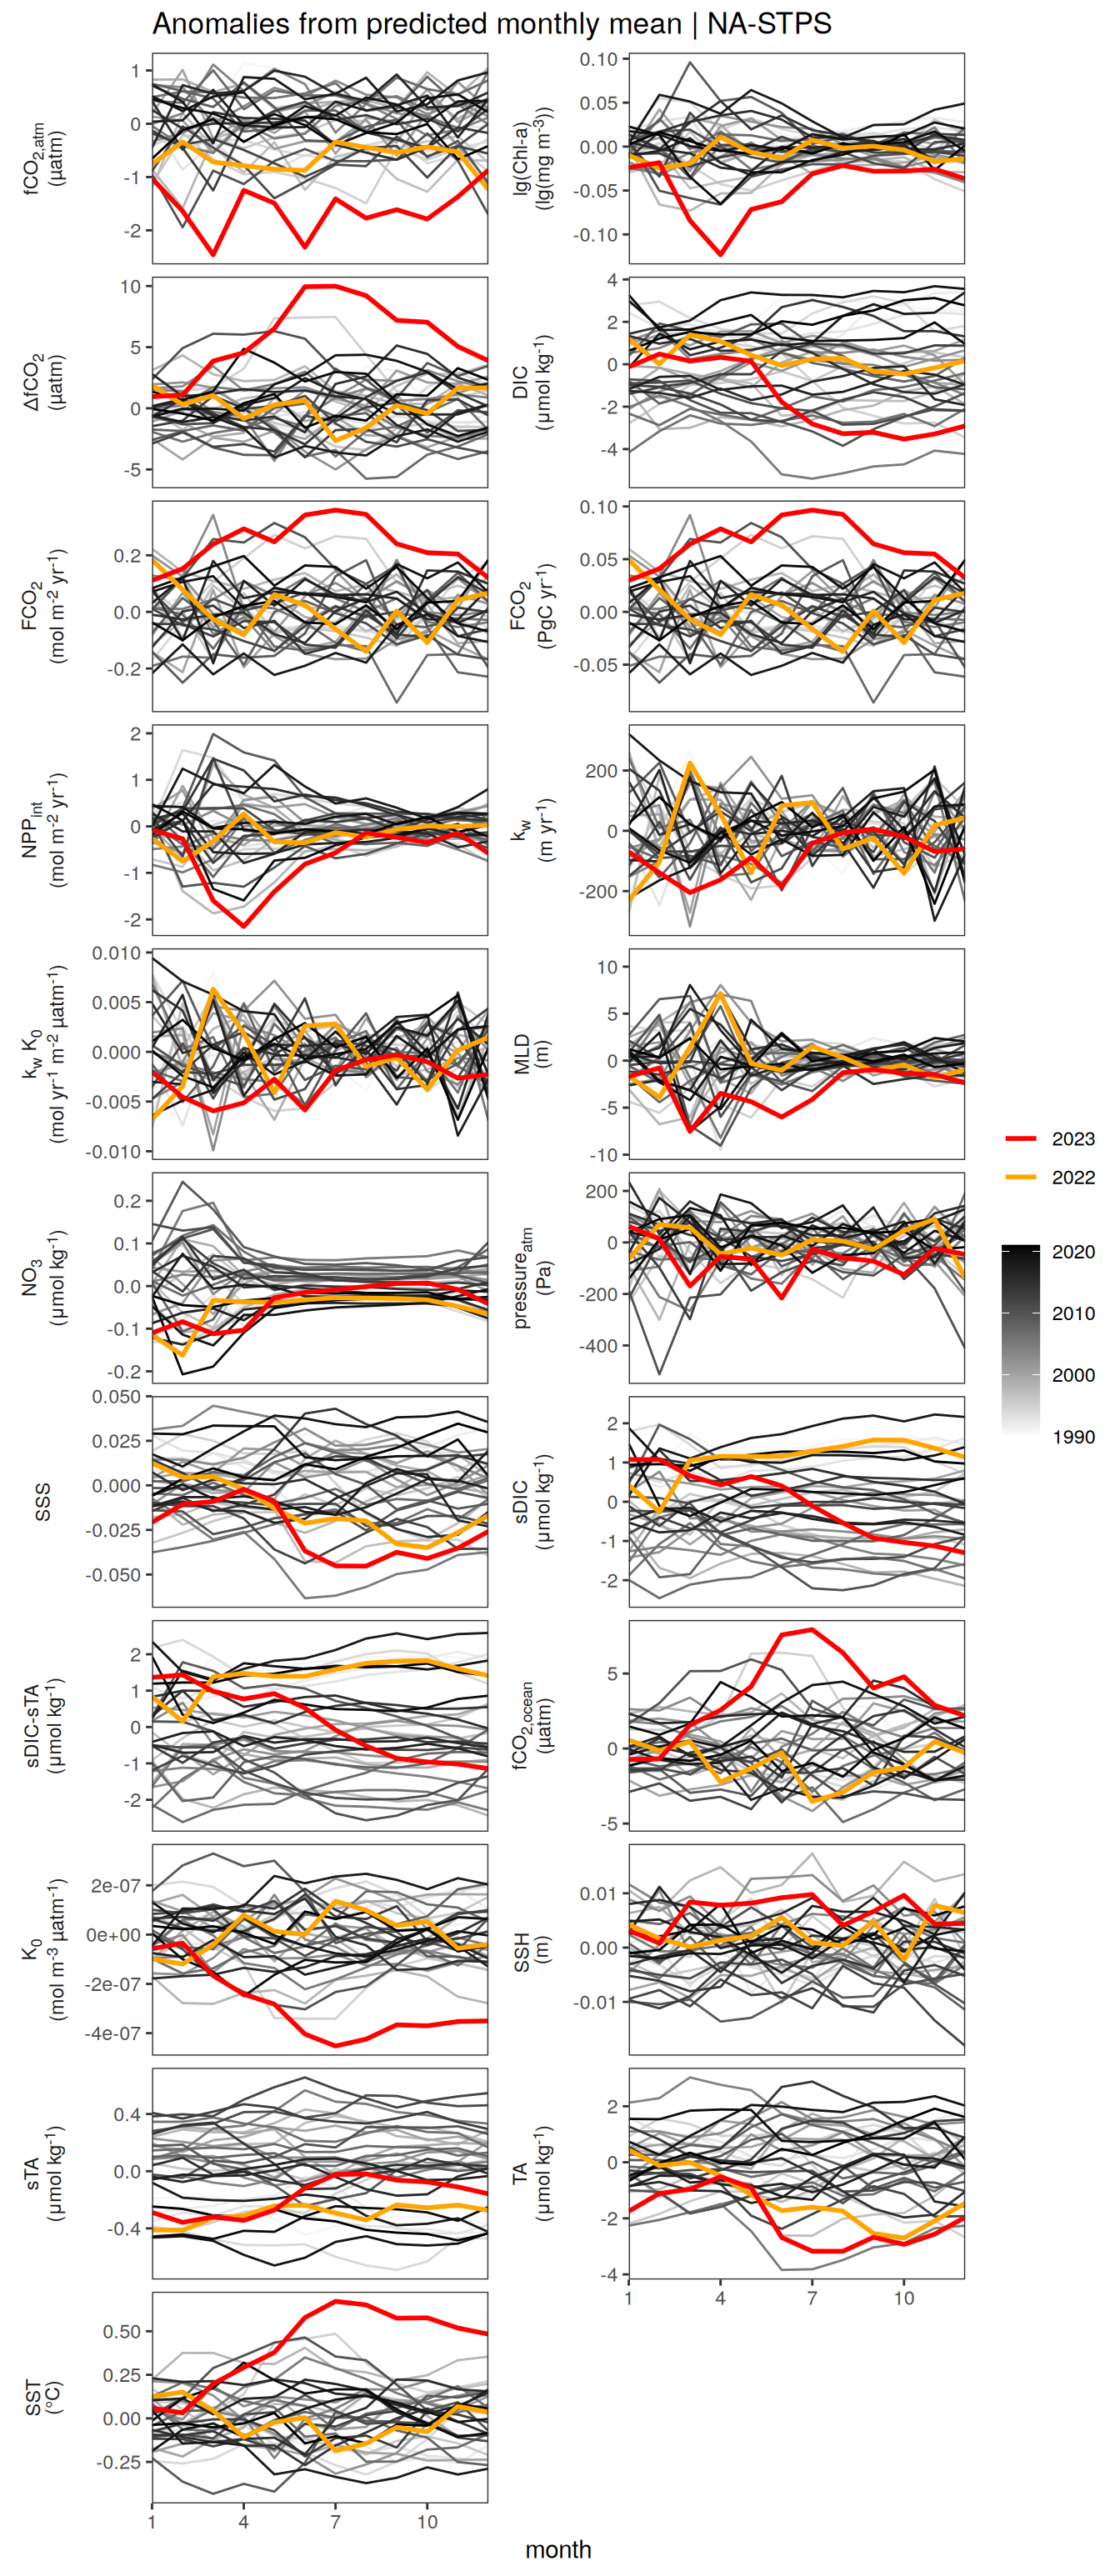 Anomalies from predicted monthly mean | NA-STPS
fCO2,atm
(µatm)
1
0
-1
-2
lg(Chl-a)
(lg(mg m-3))
0.10
0.05
0.00
-0.05
-0.10
ΔfCO2
(µatm)
10
5
0
-5
DIC
(µmol kg-1)
4
2
0
-2
-4
FCO2
(mol m-2 yr-1)
0.2
0.0
-0.2
FCO2
(PgC yr-1)
0.10
0.05
0.00
-0.05
NPPint
(mol m-2 yr-1)
2
1
0
-1
-2
kw
(m yr-1)
200
0
-200
kw K0
(mol yr-1 m-2 µatm-1)
0.010
0.005
0.000
-0.005
-0.010
MLD
(m)
10
5
0
-5
-10
NO3
(µmol kg-1)
0.2
0.1
0.0
-0.1
-0.2
pressureatm
(Pa)
200
0
-200
-400
2023
2022
2020
2010
2000
1990
SSS
0.050
0.025
0.000
-0.025
-0.050
sDIC
(µmol kg-1)
2
1
0
-1
-2
sDIC-sTA
(µmol kg-1)
2
1
0
-1
-2
fCO2,ocean
(µatm)
5
0
-5
K0
(mol m-3 µatm-1)
2e-07
0e+00
-2e-07
-4e-07
SSH
(m)
0.01
0.00
-0.01
sTA
(µmol kg-1)
0.4
0.0
-0.4
TA
(µmol kg-1)
2
0
-2
-4
1 4 7 10
SST
(°C)
0.50
0.25
0.00
-0.25
1 4 7 10
month